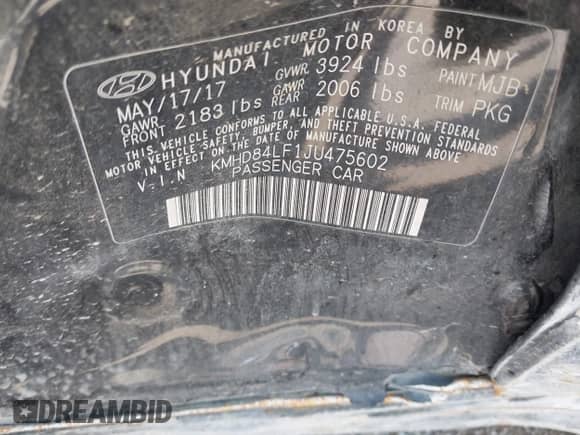 MANUFACTURED IN KOREA BY
HYUNDAI MOTOR COMPANY
MAY/17/17 GVWR 3924 lbs PAINT MJB
GAWR FRONT 2183 lbs GAWR REAR 2006 lbs TRIM PKG
THIS VEHICLE CONFORMS TO ALL APPLICABLE U.S.A. FEDERAL
MOTOR VEHICLE SAFETY, BUMPER, AND THEFT PREVENTION
STANDARDS IN EFFECT ON THE DATE OF MANUFACTURE SHOWN ABOVE
V.I.N KMHD84LF1JU475602
PASSENGER CAR
DREAMBID